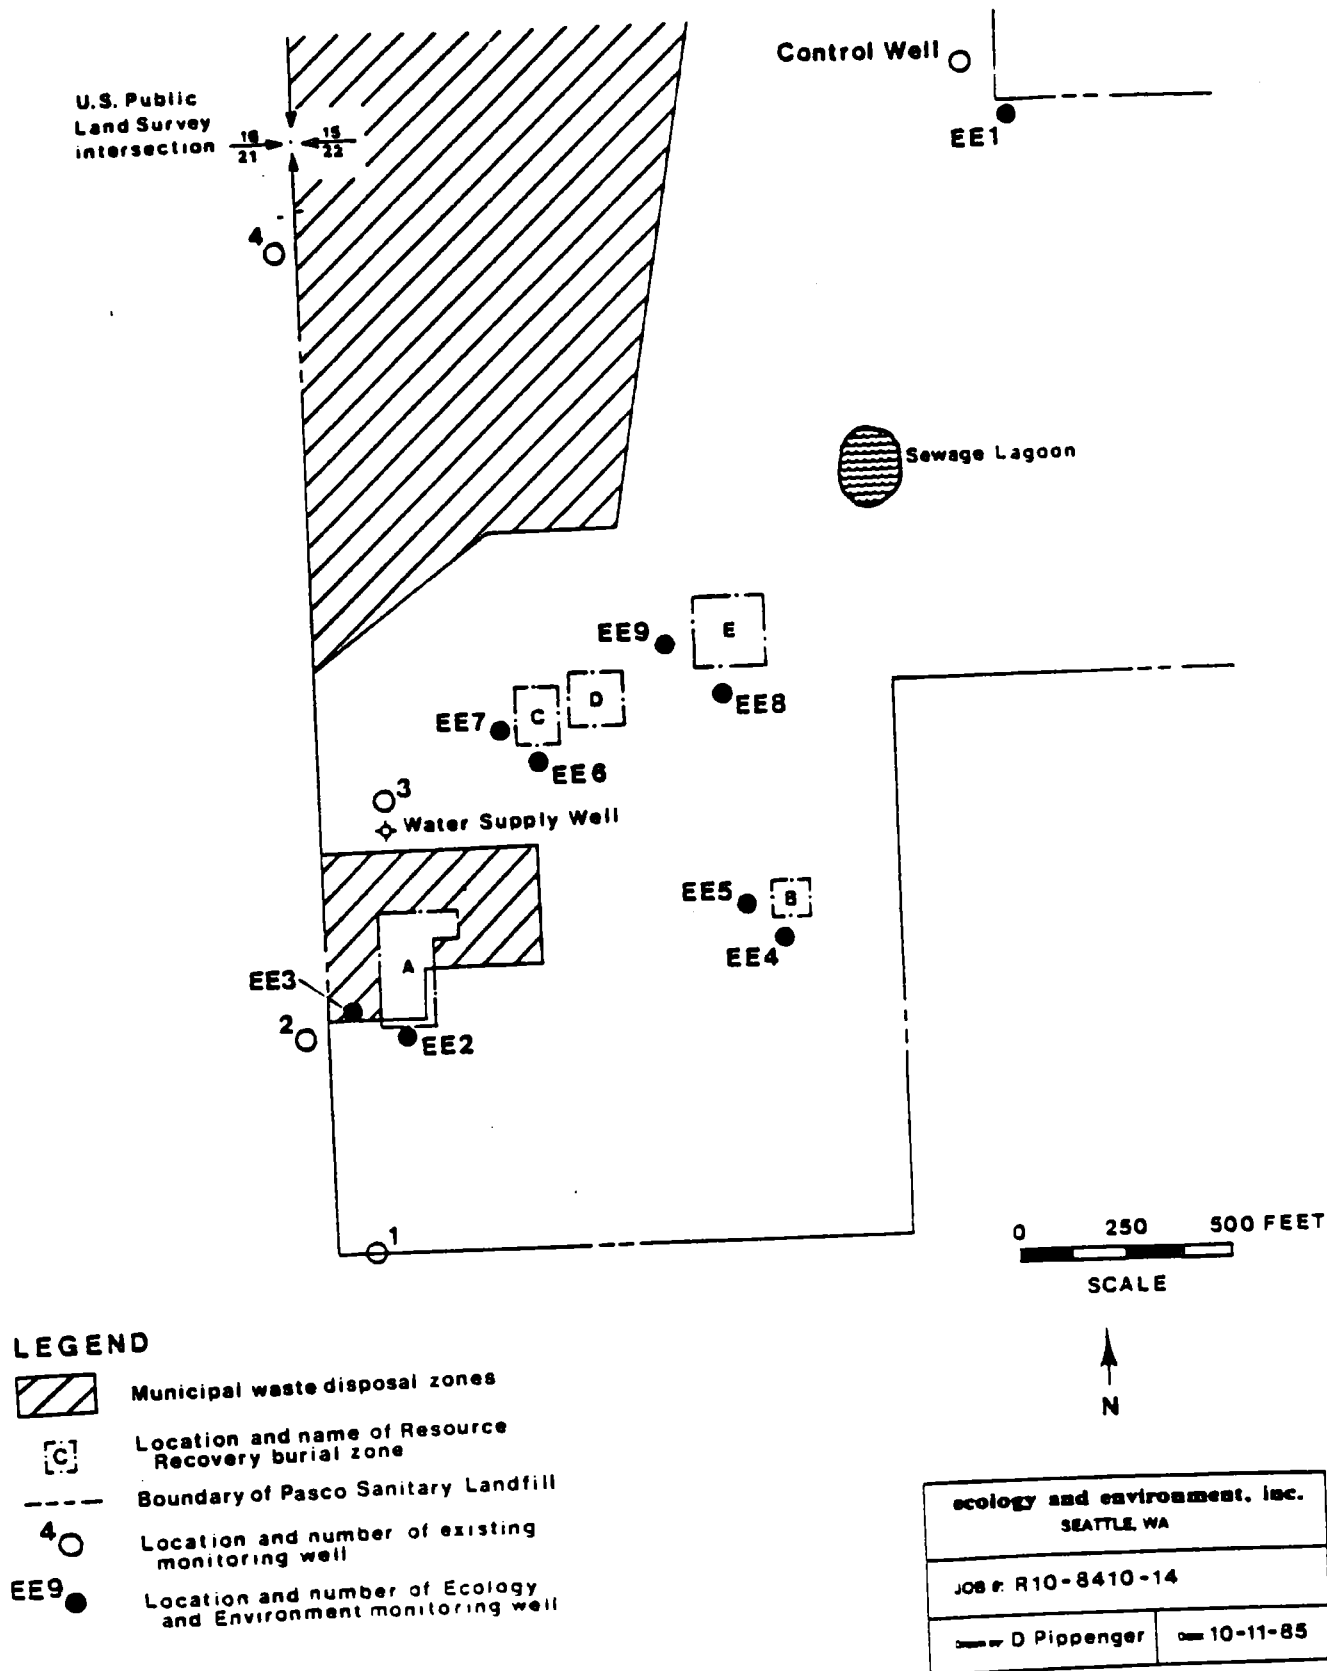 Control Well
U.S. Public
Land Survey
intersection
16
21
15
22
EE1
4
Sewage Lagoon
EE9
E
EE8
D
C
EE7
EE6
3
Water Supply Well
EE5
B
EE4
A
EE3
2
EE2
1
0 250 500 FEET
SCALE
N
LEGEND
Municipal waste disposal zones
C
Location and name of Resource
Recovery burial zone
Boundary of Pasco Sanitary Landfill
4
Location and number of existing
monitoring well
EE9
Location and number of Ecology
and Environment monitoring well
ecology and environment, inc.
SEATTLE, WA
JOB #: R10-8410-14
D Pippenger
10-11-85